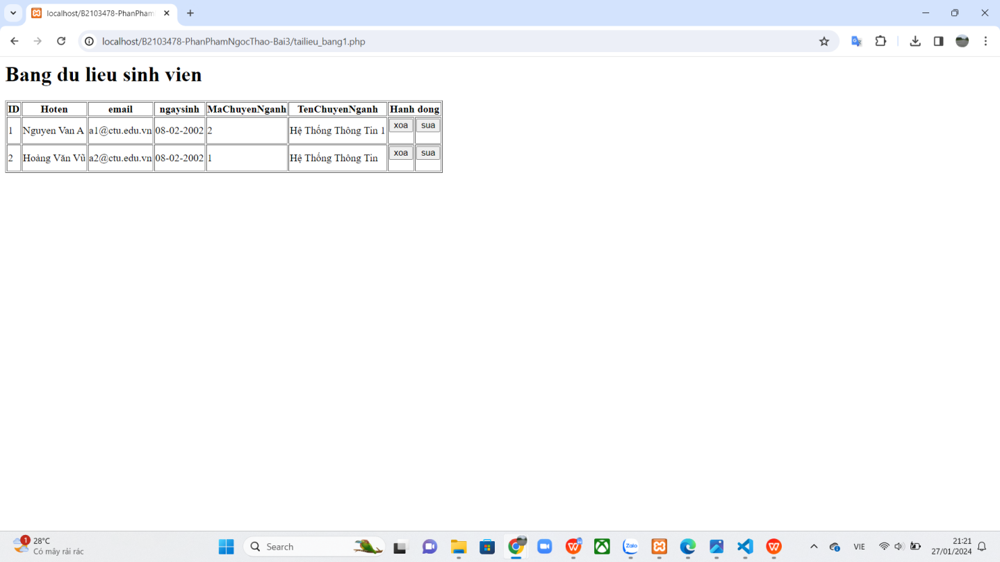 localhost/B2103478-PhanPham
localhost/B2103478-PhanPhamNgocThao-Bai3/tailieu_bang1.php
Bang du lieu sinh vien
ID Hoten email ngaysinh MaChuyenNganh TenChuyenNganh Hanh dong
1 Nguyen Van A a1@ctu.edu.vn 08-02-2002 2 Hệ Thống Thông Tin 1 xoa sua
2 Hoàng Văn Vũ a2@ctu.edu.vn 08-02-2002 1 Hệ Thống Thông Tin xoa sua
1 28°C
Có mây rải rác
Search
Zalo
VIE
21:21
27/01/2024